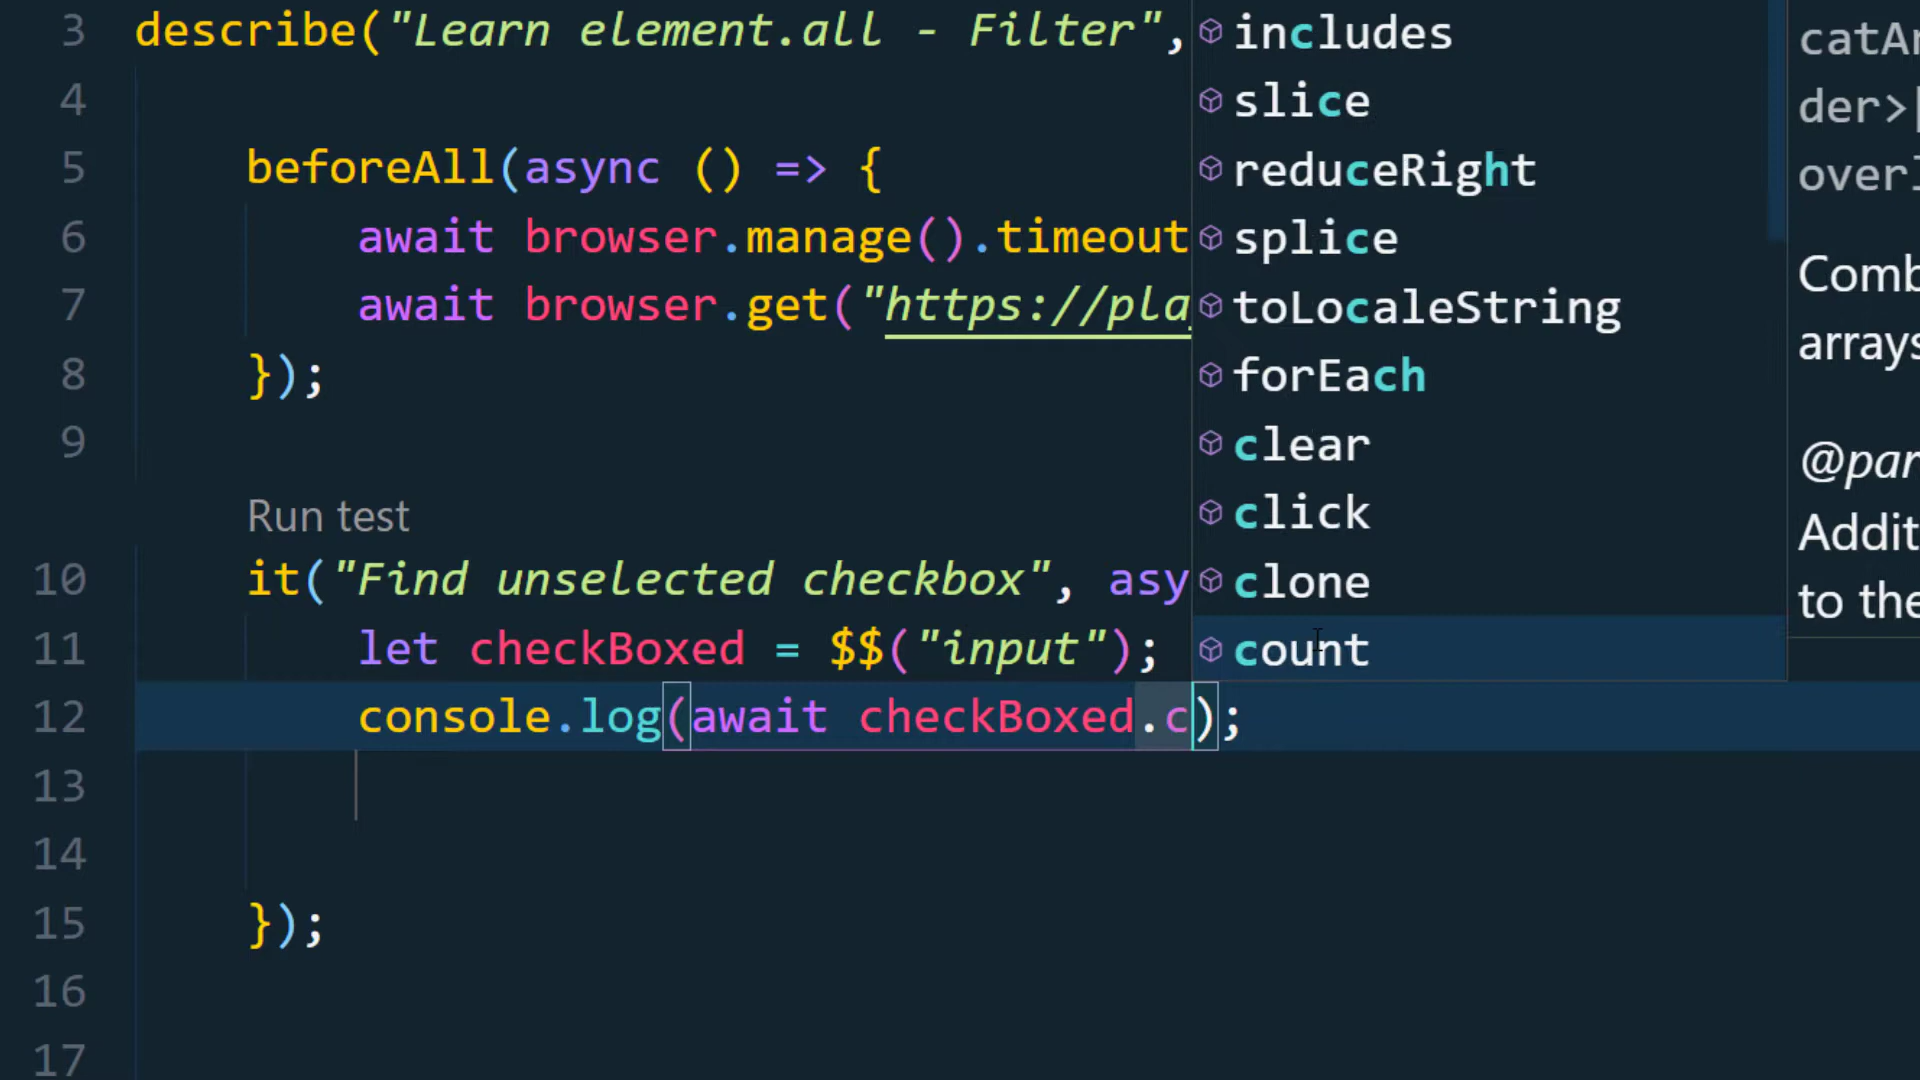 3 describe("Learn element.all - Filter",
4
5 beforeAll(async () => {
6 await browser.manage().timeout
7 await browser.get("https://pla
8 });
9
Run test
10 it("Find unselected checkbox", asy
11 let checkBoxed = $$("input");
12 console.log(await checkBoxed.c);
13
14
15 });
16
17
includes
slice
reduceRight
splice
toLocaleString
forEach
clear
click
clone
count
catAr
der>|
overl
Comb
arrays
@par
Addit
to the